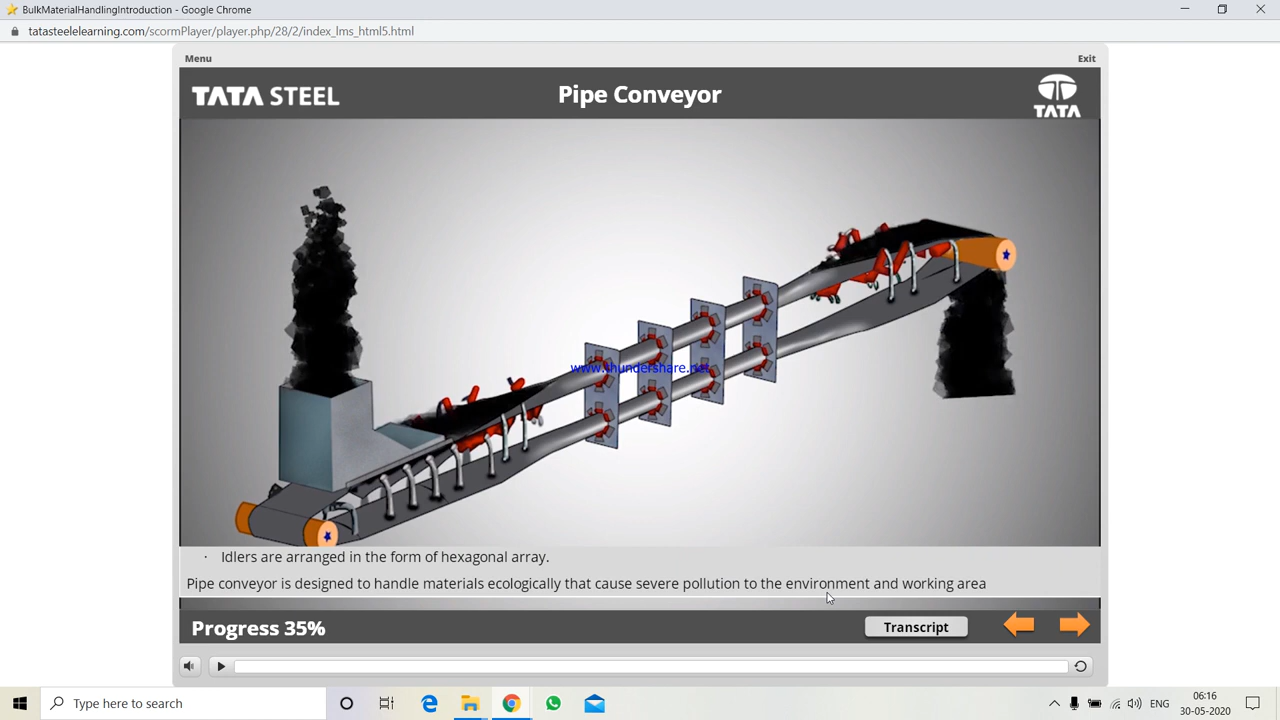 BulkMaterialHandlingIntroduction - Google Chrome
tatasteelelearning.com/scormPlayer/player.php/28/2/index_lms_html5.html
Menu
Exit
TATA STEEL
Pipe Conveyor
TATA
www.thundershare.net
· Idlers are arranged in the form of hexagonal array.
Pipe conveyor is designed to handle materials ecologically that cause severe pollution to the environment and working area
Progress 35%
Transcript
Type here to search
ENG
06:16
30-05-2020